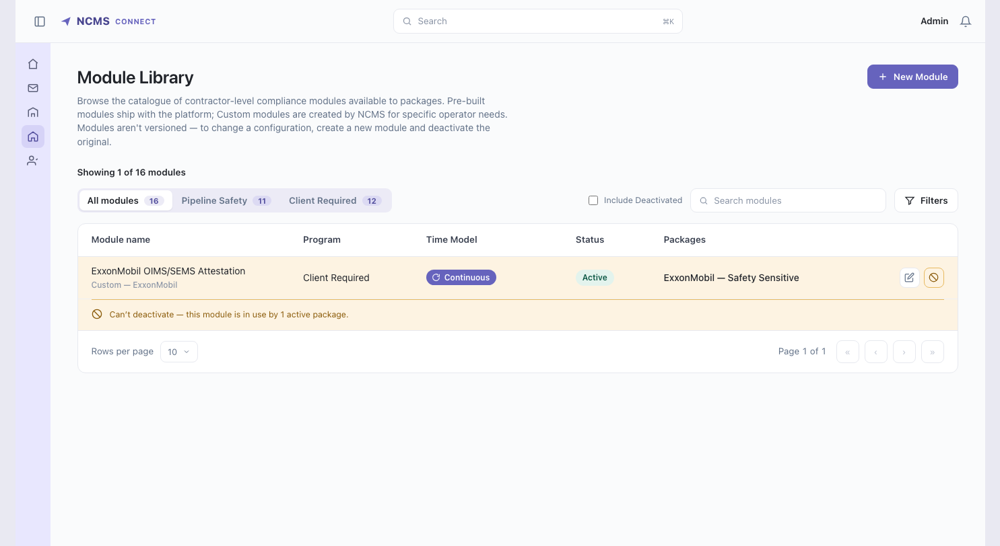 NCMS CONNECT
Search
⌘K
Admin
Module Library
New Module
Browse the catalogue of contractor-level compliance modules available to packages. Pre-built
modules ship with the platform; Custom modules are created by NCMS for specific operator needs.
Modules aren't versioned — to change a configuration, create a new module and deactivate the
original.
Showing 1 of 16 modules
All modules 16 Pipeline Safety 11 Client Required 12
Include Deactivated
Search modules
Filters
Module name Program Time Model Status Packages
ExxonMobil OIMS/SEMS Attestation
Custom — ExxonMobil
Client Required
Continuous
Active
ExxonMobil — Safety Sensitive
Can't deactivate — this module is in use by 1 active package.
Rows per page 10
Page 1 of 1
« ‹ › »